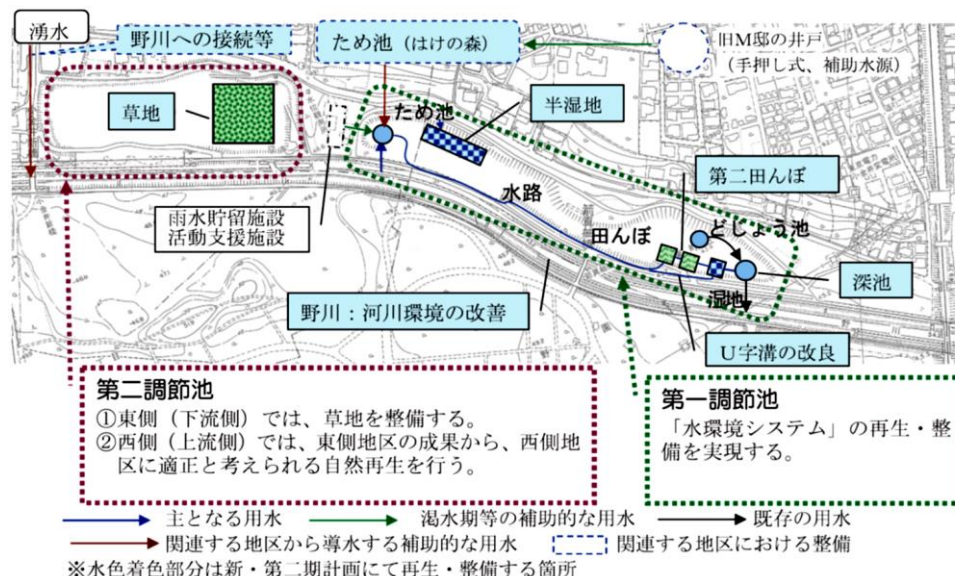 湧水
野川への接続等
ため池（はけの森）
旧M邸の井戸
（手押し式、補助水源）
草地
ため池
半湿地
第二田んぼ
水路
どじょう池
雨水貯留施設
活動支援施設
田んぼ
深池
湿地
野川：河川環境の改善
U字溝の改良
野川
第二調節池
①東側（下流側）では、草地を整備する。
②西側（上流側）では、東側地区の成果から、西側地
区に適正と考えられる自然再生を行う。
第一調節池
「水環境システム」の再生・整
備を実現する。
主となる用水
渇水期等の補助的な用水
既存の用水
関連する地区から導水する補助的な用水
関連する地区における整備
※水色着色部分は新・第二期計画にて再生・整備する箇所